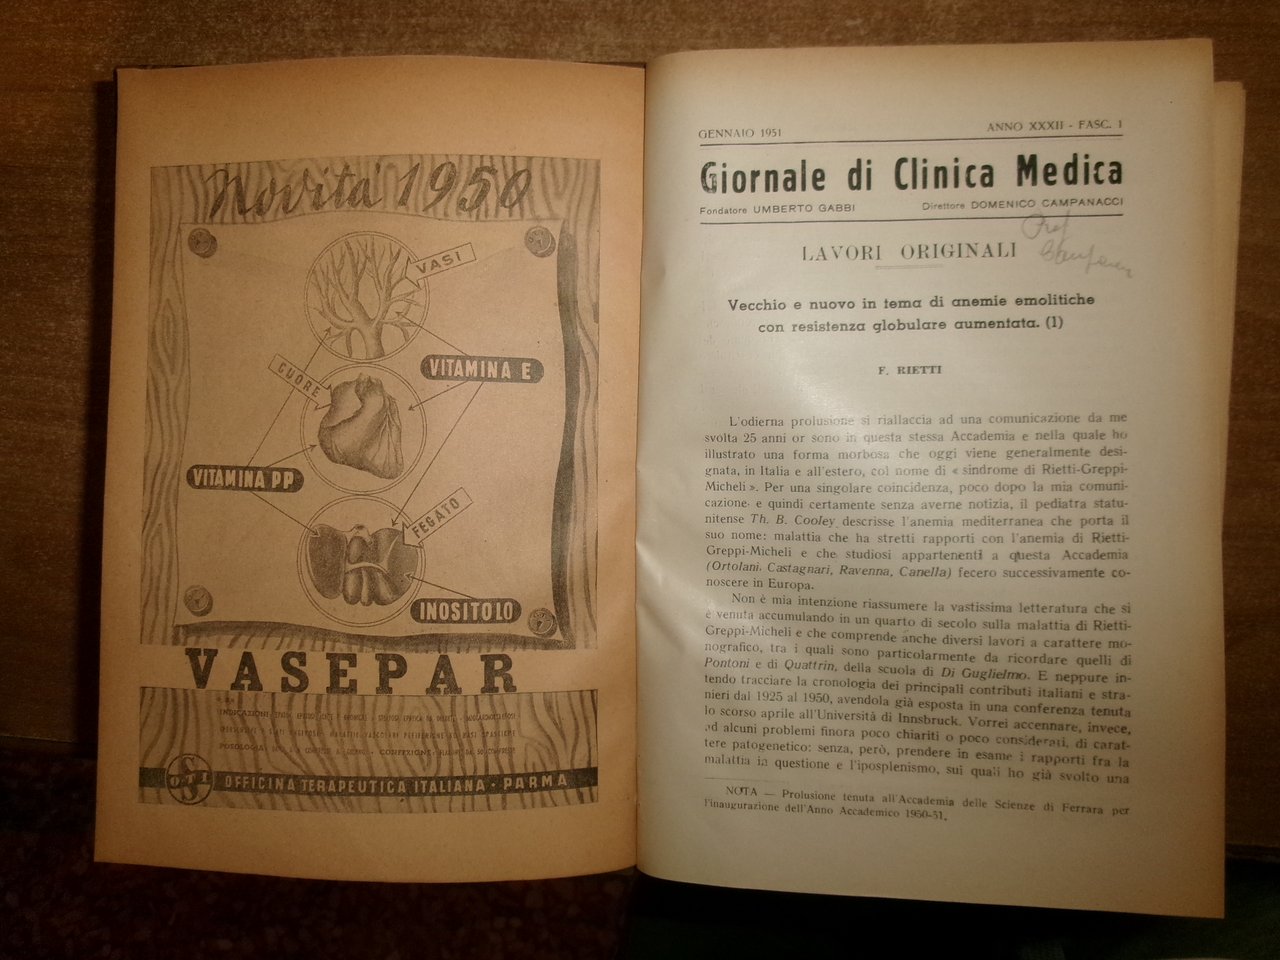 Novità 1950
VASI
CUORE
VITAMINA E
VITAMINA PP
FEGATO
INOSITOLO
VASEPAR
INDICAZIONI
POSOLOGIA
CONFEZIONE
OFFICINA TERAPEUTICA ITALIANA - PARMA
GENNAIO 1951
ANNO XXXII - FASC. 1
Giornale di Clinica Medica
Fondatore UMBERTO GABBI
Direttore DOMENICO CAMPANACCI
Prof
LAVORI ORIGINALI
Vecchio e nuovo in tema di anemie emolitiche
con resistenza globulare aumentata. (1)
F. RIETTI
L'odierna prolusione si riallaccia ad una comunicazione da me
svolta 25 anni or sono in questa stessa Accademia e nella quale ho
illustrato una forma morbosa che oggi viene generalmente desi-
gnata, in Italia e all'estero, col nome di « sindrome di Rietti-Greppi-
Micheli ». Per una singolare coincidenza, poco dopo la mia comuni-
cazione e quindi certamente senza averne notizia, il pediatra statu-
nitense Th. B. Cooley descrisse l'anemia mediterranea che porta il
suo nome: malattia che ha stretti rapporti con l'anemia di Rietti-
Greppi-Micheli e che studiosi appartenenti a questa Accademia
(Ortolani, Castagnari, Ravenna, Canella) fecero successivamente co-
noscere in Europa.
Non è mia intenzione riassumere la vastissima letteratura che si
è venuta accumulando in un quarto di secolo sulla malattia di Rietti-
Greppi-Micheli e che comprende anche diversi lavori a carattere mo-
nografico, tra i quali sono particolarmente da ricordare quelli di
Pontoni e di Quattrin, della scuola di Di Guglielmo. E neppure in-
tendo tracciare la cronologia dei principali contributi italiani e stra-
nieri dal 1925 al 1950, avendola già esposta in una conferenza tenuta
lo scorso aprile all'Università di Innsbruck. Vorrei accennare, invece,
ad alcuni problemi finora poco chiariti o poco considerati, di carat-
tere patogenetico: senza, però, prendere in esame i rapporti fra la
malattia in questione e l'iposplenismo, sui quali ho già svolto una
NOTA — Prolusione tenuta all'Accademia delle Scienze di Ferrara per
l'inaugurazione dell'Anno Accademico 1950-51.